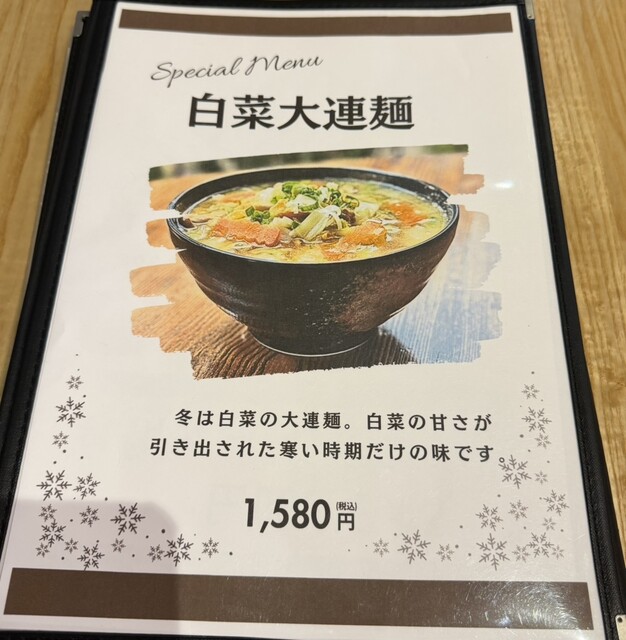 Special Menu
白菜大連麺
冬は白菜の大連麺。白菜の甘さが
引き出された寒い時期だけの味です。
1,580円(税込)